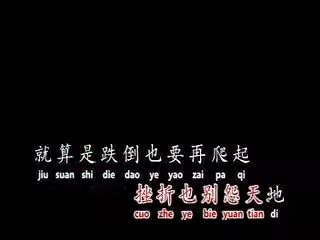 就算是跌倒也要再爬起
jiu suan shi die dao ye yao zai pa qi
挫折也别怨天地
cuo zhe ye bie yuan tian di